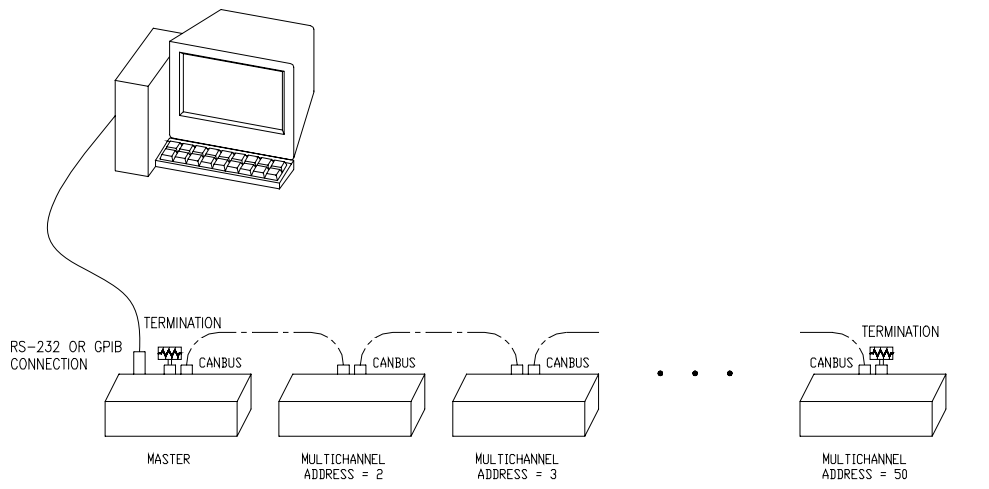 TERMINATION
RS-232 OR GPIB
CONNECTION
CANBUS
CANBUS
CANBUS
TERMINATION
CANBUS
MASTER
MULTICHANNEL
ADDRESS = 2
MULTICHANNEL
ADDRESS = 3
MULTICHANNEL
ADDRESS = 50